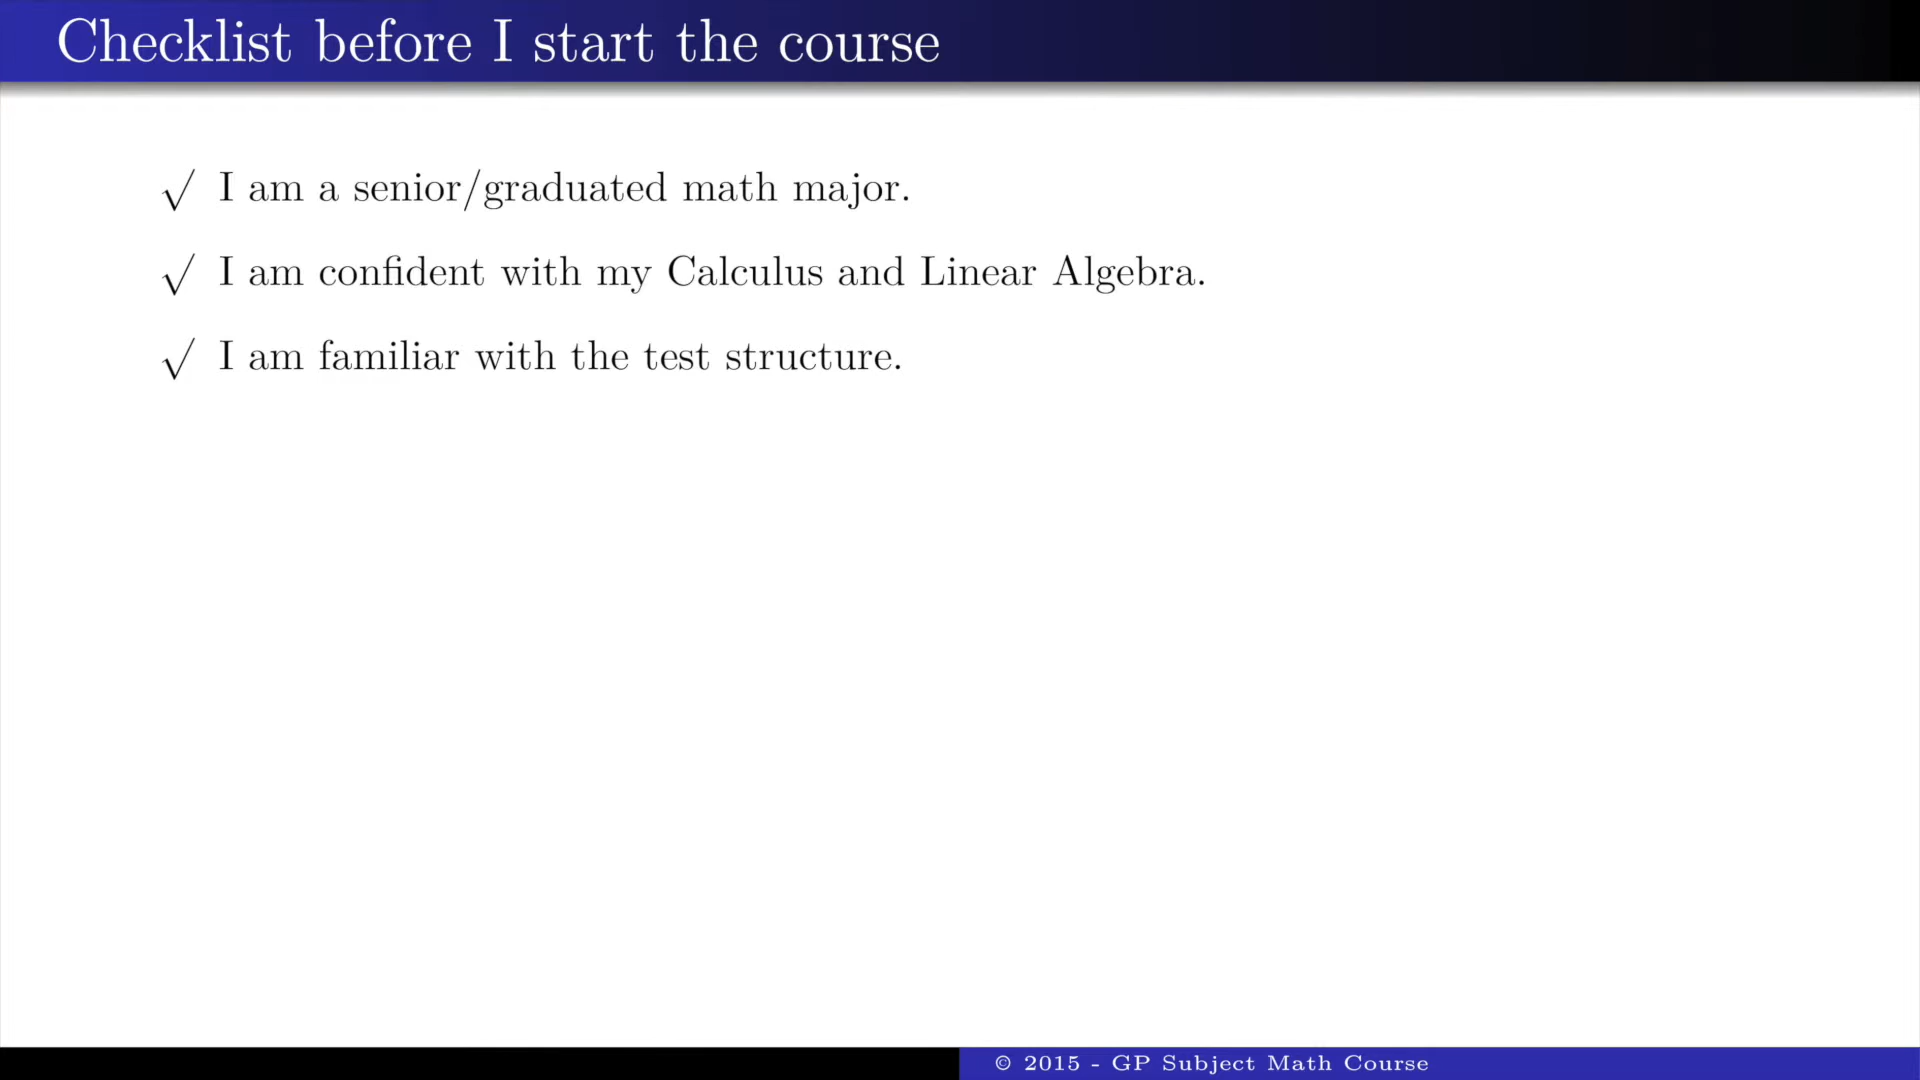 Checklist before I start the course
√ I am a senior/graduated math major.
√ I am confident with my Calculus and Linear Algebra.
√ I am familiar with the test structure.
© 2015 - GP Subject Math Course